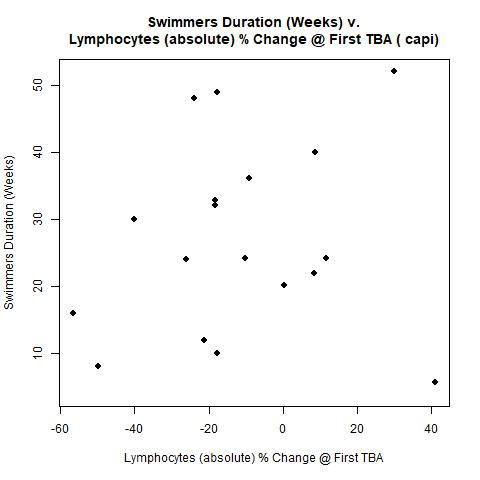 Swimmers Duration (Weeks) v.
Lymphocytes (absolute) % Change @ First TBA ( capi)
Swimmers Duration (Weeks)
50
40
30
20
10
-60
-40
-20
0
20
40
Lymphocytes (absolute) % Change @ First TBA